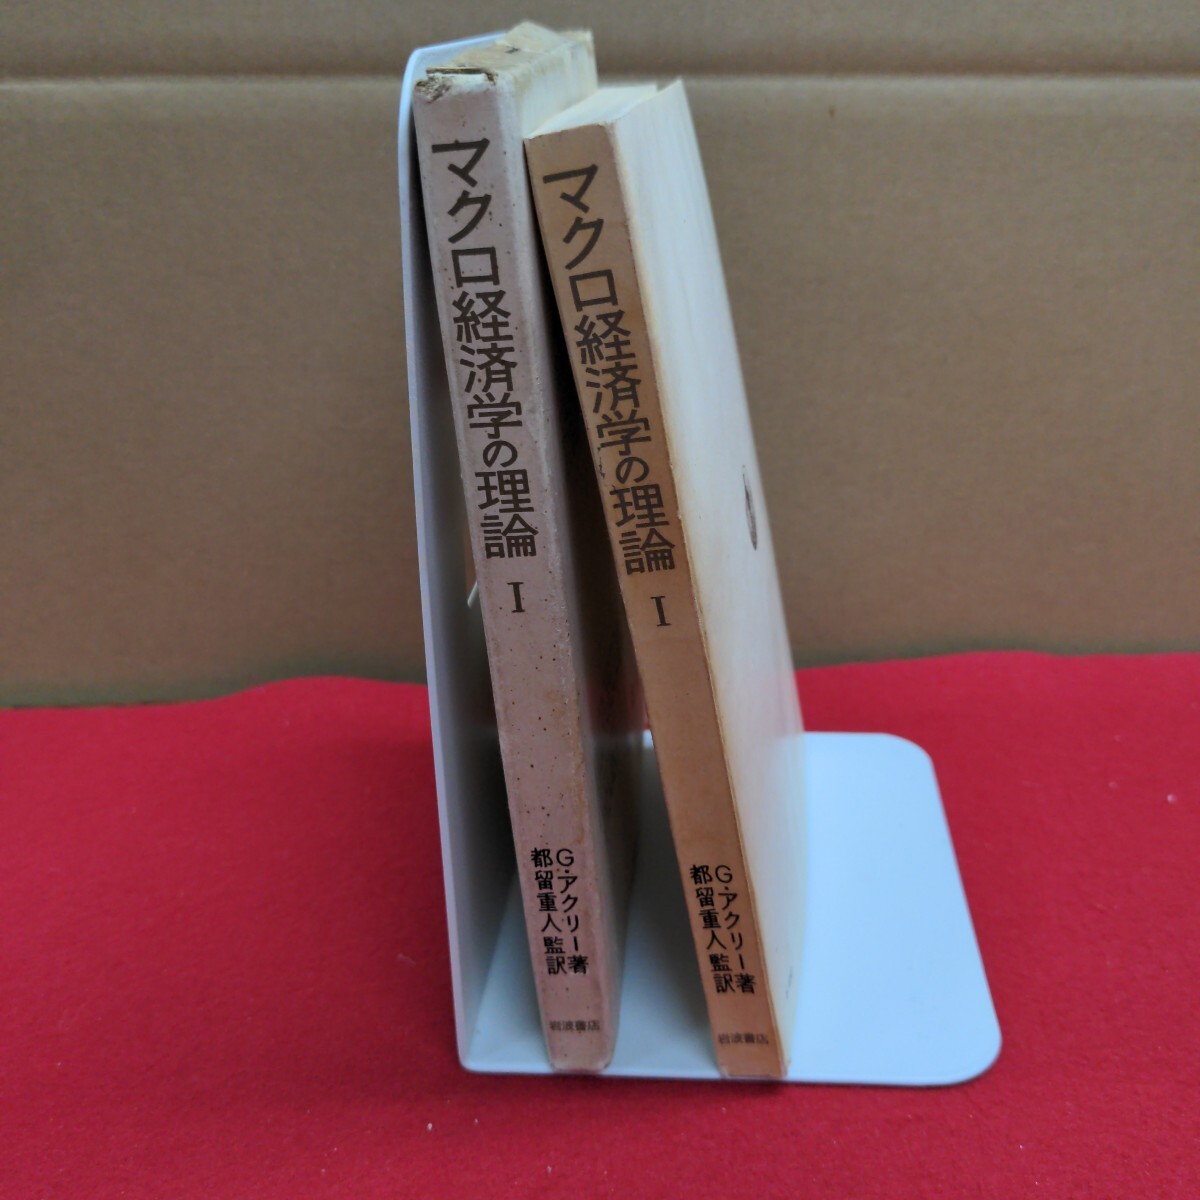 マクロ経済学の理論 I
G・アクリー著
都留重人監訳
岩波書店
マクロ経済学の理論 I
G・アクリー著
都留重人監訳
岩波書店